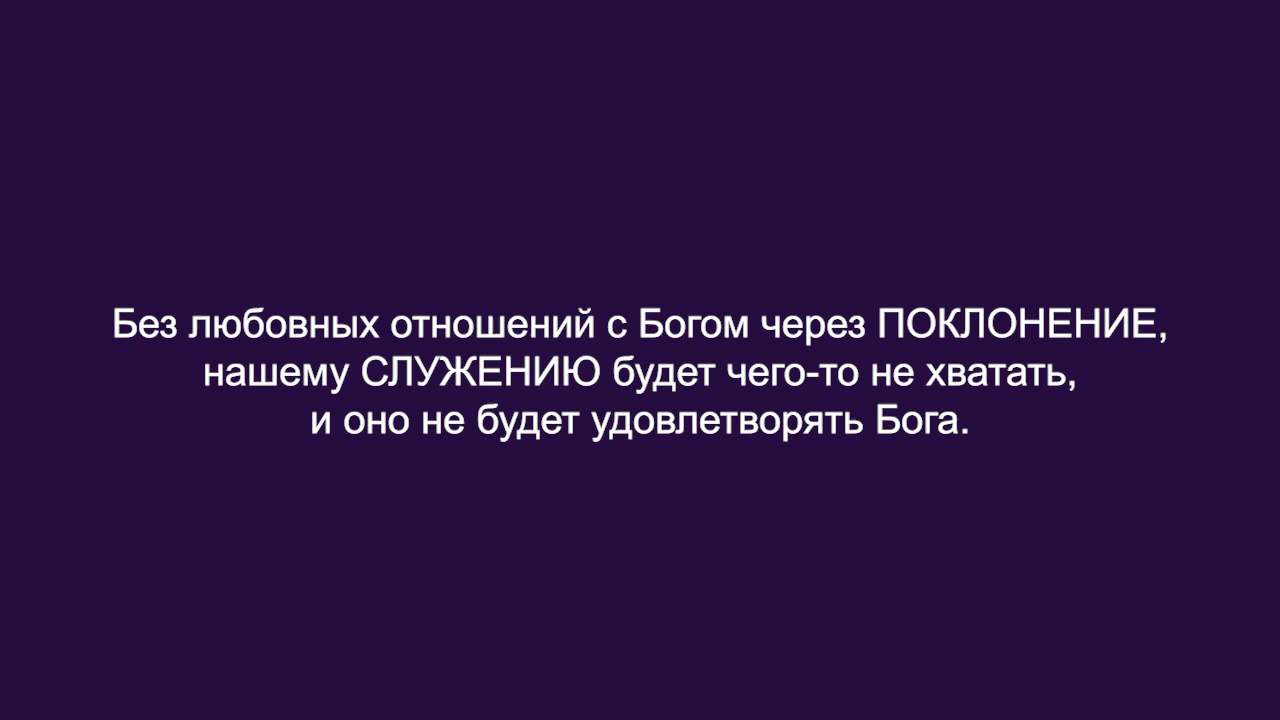 Без любовных отношений с Богом через ПОКЛОНЕНИЕ,
нашему СЛУЖЕНИЮ будет чего-то не хватать,
и оно не будет удовлетворять Бога.